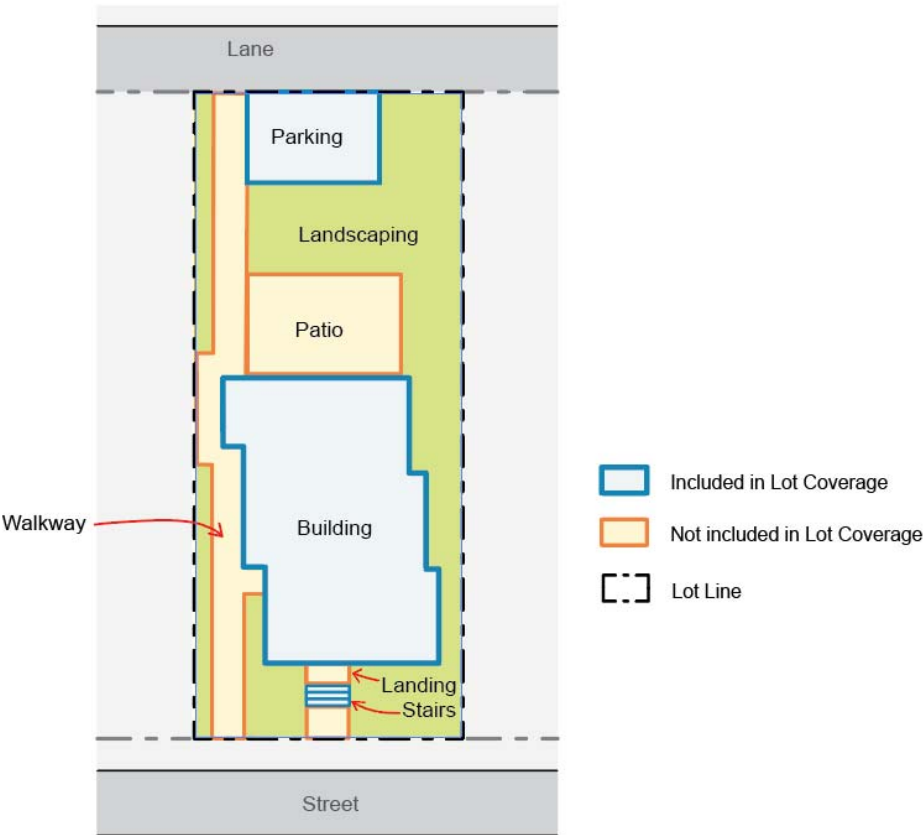 Lane
Parking
Landscaping
Patio
Included in Lot Coverage
Walkway
Building
Not included in Lot Coverage
Lot Line
Landing
Stairs
Street